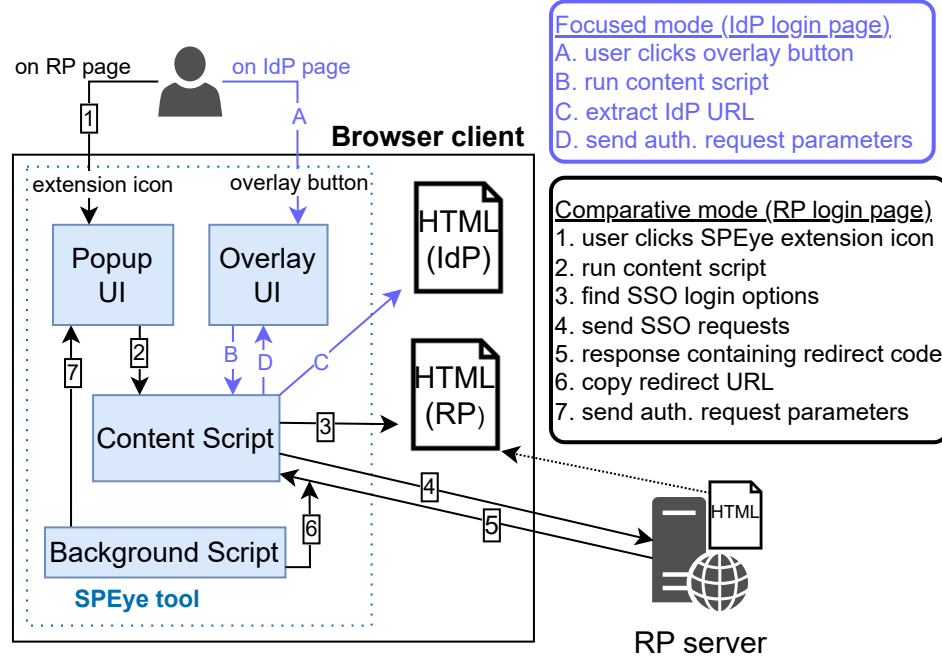 on RP page
on IdP page
1
A
Browser client
extension icon
overlay button
Popup
UI
Overlay
UI
HTML
(IdP)
2
B
D
C
7
HTML
(RP)
Content Script
3
4
5
6
Background Script
SPEye tool
HTML
RP server
Focused mode (IdP login page)
A. user clicks overlay button
B. run content script
C. extract IdP URL
D. send auth. request parameters
Comparative mode (RP login page)
1. user clicks SPEye extension icon
2. run content script
3. find SSO login options
4. send SSO requests
5. response containing redirect code
6. copy redirect URL
7. send auth. request parameters